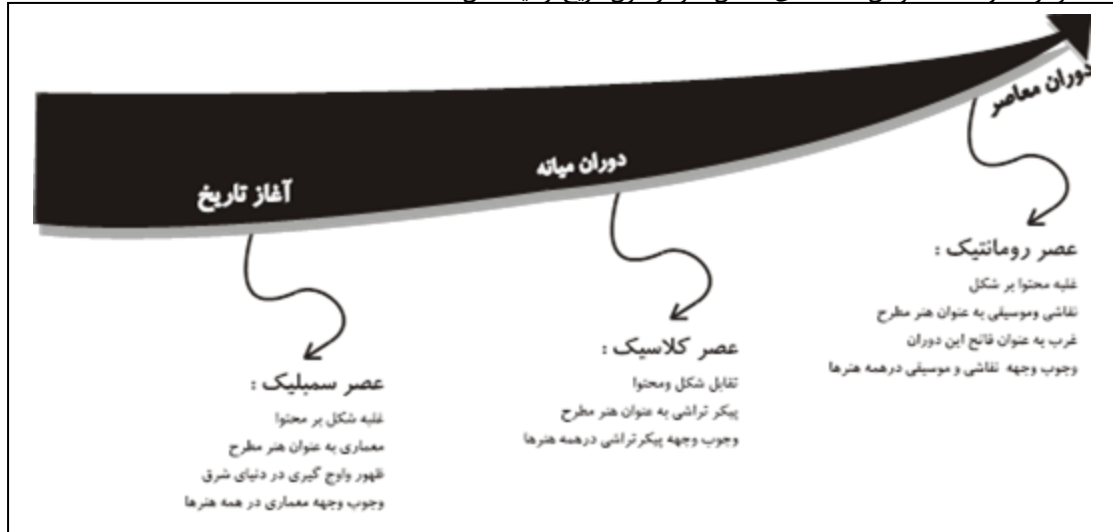 دوران معاصر
دوران میانه
آغاز تاریخ
عصر رومانتیک :
غلبه محتوا بر شکل
نقاشی وموسیقی به عنوان هنر مطرح
غرب به عنوان فاتح این دوران
وجوب وجهه نقاشی و موسیقی درهمه هنرها
عصر کلاسیک :
تقابل شکل ومحتوا
پیکر تراشی به عنوان هنر مطرح
وجوب وجهه پیکرتراشی درهمه هنرها
عصر سمبلیک :
غلبه شکل بر محتوا
معماری به عنوان هنر مطرح
ظهور واوج گیری در دنیای شرق
وجوب وجهه معماری در همه هنرها